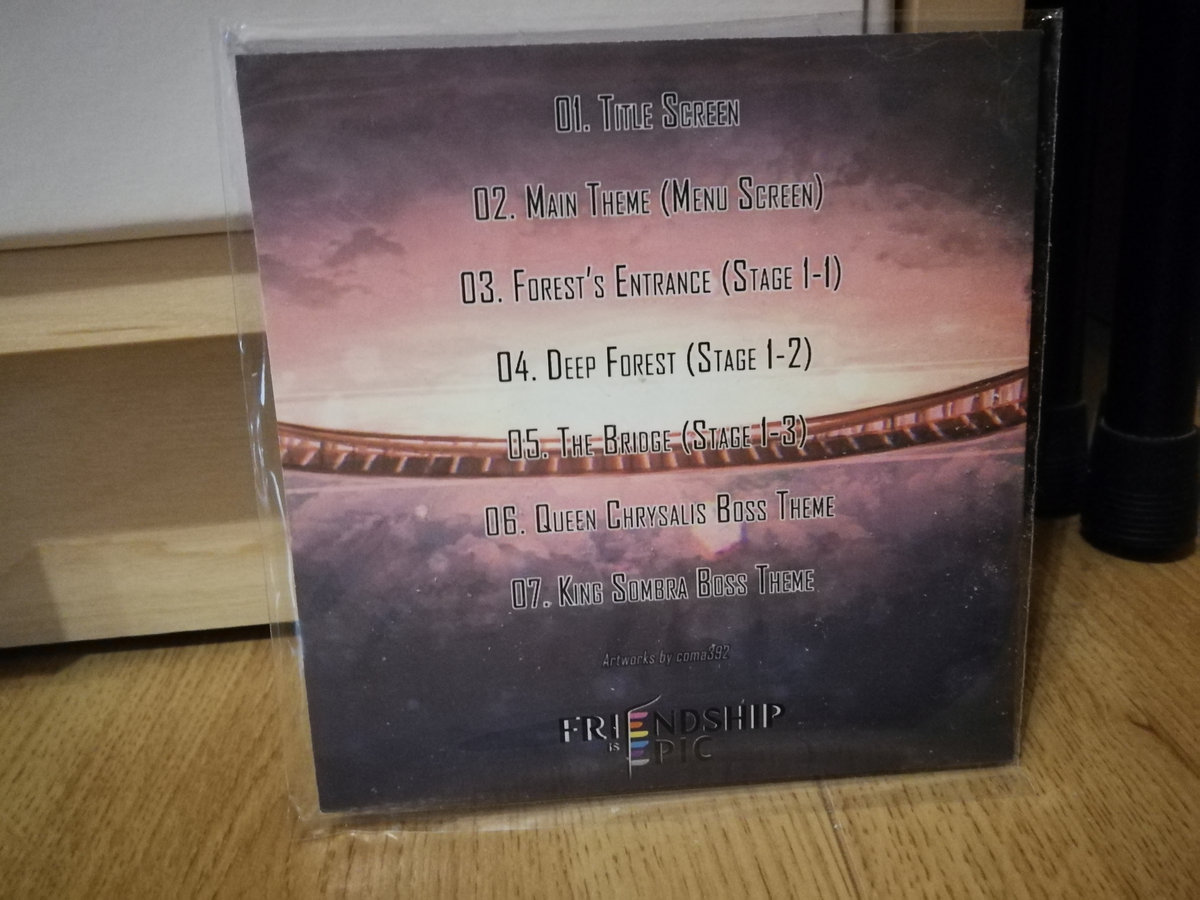 01. Title Screen
02. Main Theme (Menu Screen)
03. Forest's Entrance (Stage 1-1)
04. Deep Forest (Stage 1-2)
05. The Bridge (Stage 1-3)
06. Queen Chrysalis Boss Theme
07. King Sombra Boss Theme
Artworks by coma392
FRIENDSHIP
is EPIC